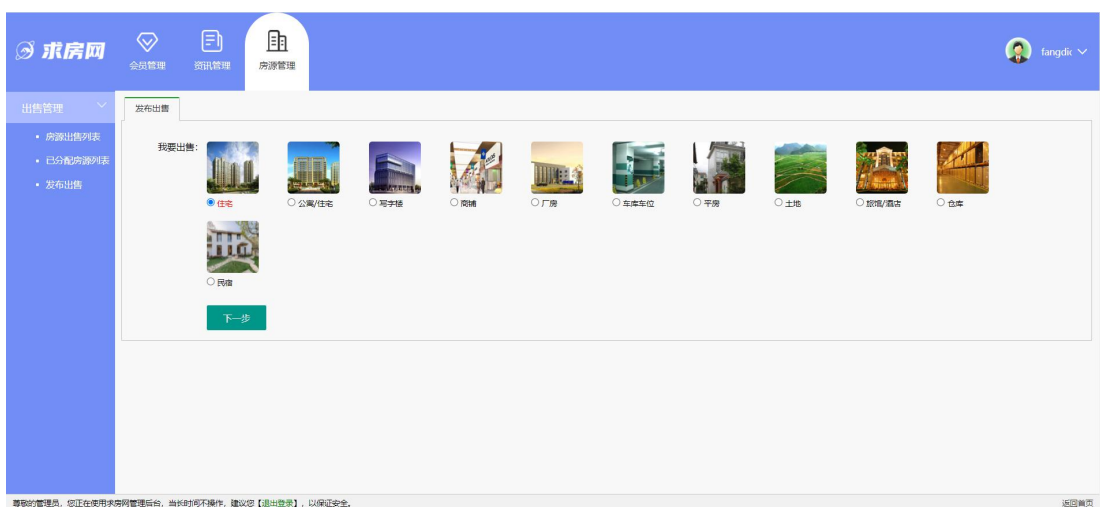 求房网
会员管理
资讯管理
房源管理
fangdic
出售管理
房源出售列表
已分配房源列表
发布出售
发布出售
我要出售：
住宅
公寓/住宅
写字楼
商铺
厂房
车库车位
平房
土地
旅馆/酒店
仓库
民宿
下一步
尊敬的管理员，您正在使用求房网管理后台，当长时间不操作，建议您【退出登录】，以保证安全。
返回首页